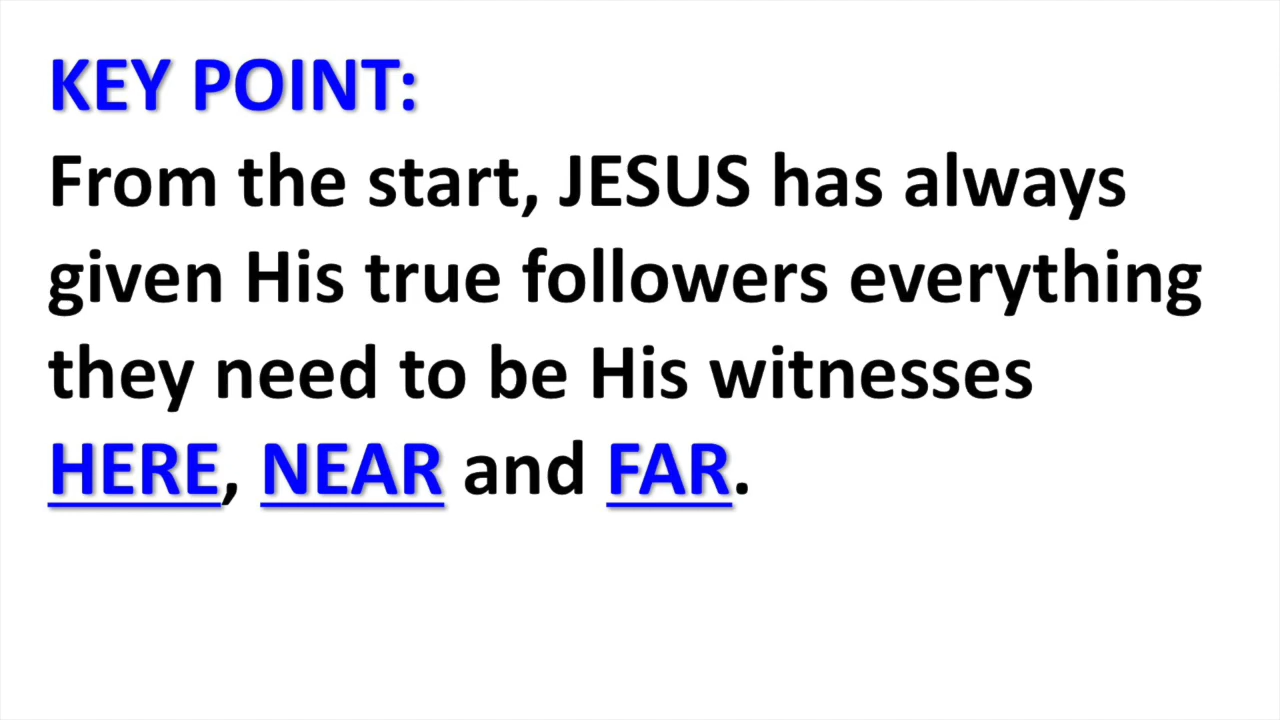 KEY POINT:
From the start, JESUS has always
given His true followers everything
they need to be His witnesses
HERE, NEAR and FAR.